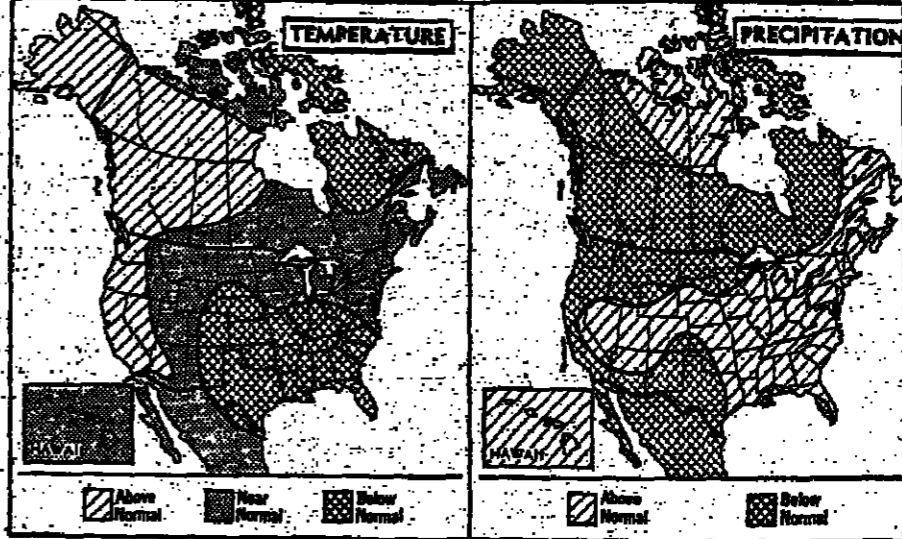 TEMPERATURE
HAWAII
Above
Normal
Near
Normal
Below
Normal
PRECIPITATION
HAWAII
Above
Normal
Below
Normal